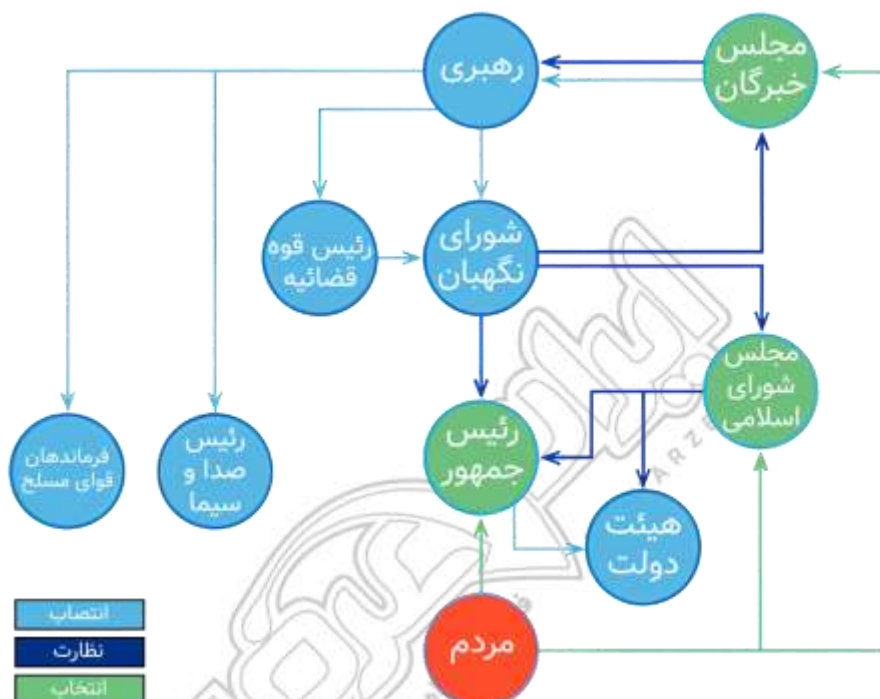 مجلس
خبرگان
رهبری
شورای
نگهبان
رئیس قوه
قضائیه
مجلس
شورای
اسلامی
رئیس
جمهور
رئیس
صدا و
سیما
فرماندهان
قوای مسلح
هیئت
دولت
مردم
انتصاب
نظارت
انتخاب